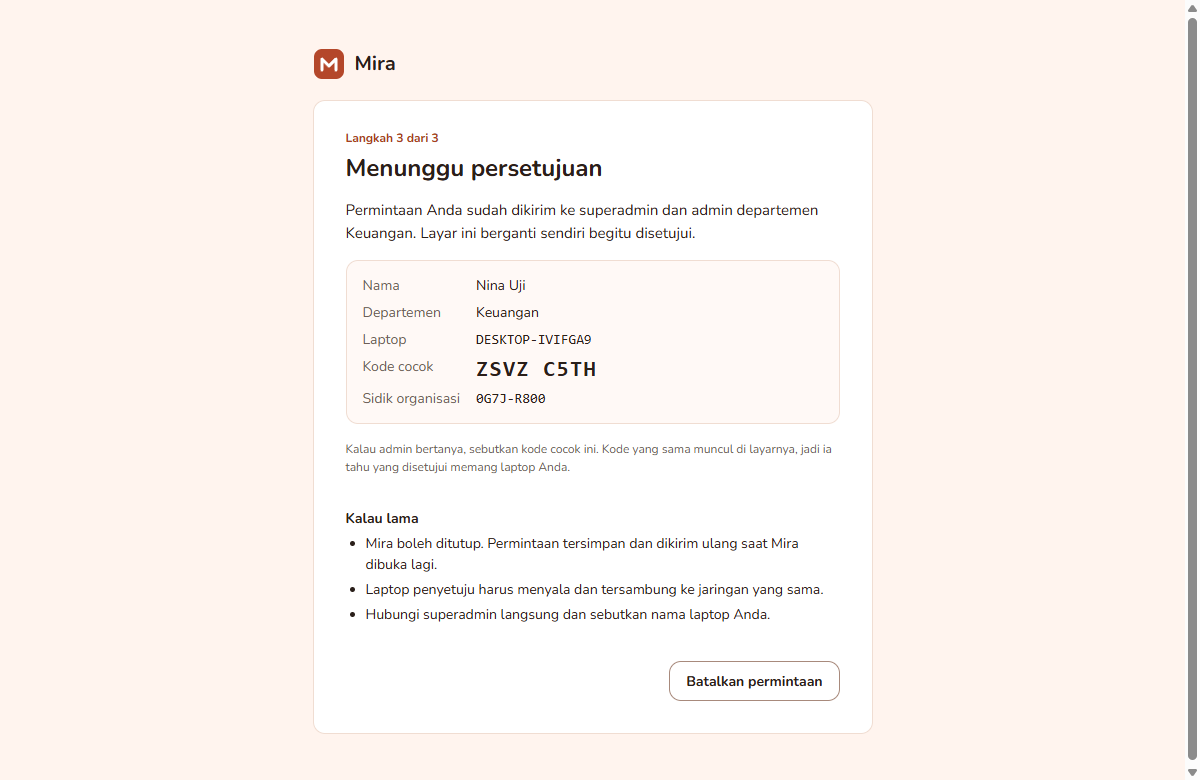 Mira
Langkah 3 dari 3
Menunggu persetujuan
Permintaan Anda sudah dikirim ke superadmin dan admin departemen
Keuangan. Layar ini berganti sendiri begitu disetujui.
Nama Nina Uji
Departemen Keuangan
Laptop DESKTOP-IVIFGA9
Kode cocok ZSVZ C5TH
Sidik organisasi 0G7J-R800
Kalau admin bertanya, sebutkan kode cocok ini. Kode yang sama muncul di layarnya, jadi ia
tahu yang disetujui memang laptop Anda.
Kalau lama
• Mira boleh ditutup. Permintaan tersimpan dan dikirim ulang saat Mira
dibuka lagi.
• Laptop penyetuju harus menyala dan tersambung ke jaringan yang sama.
• Hubungi superadmin langsung dan sebutkan nama laptop Anda.
Batalkan permintaan